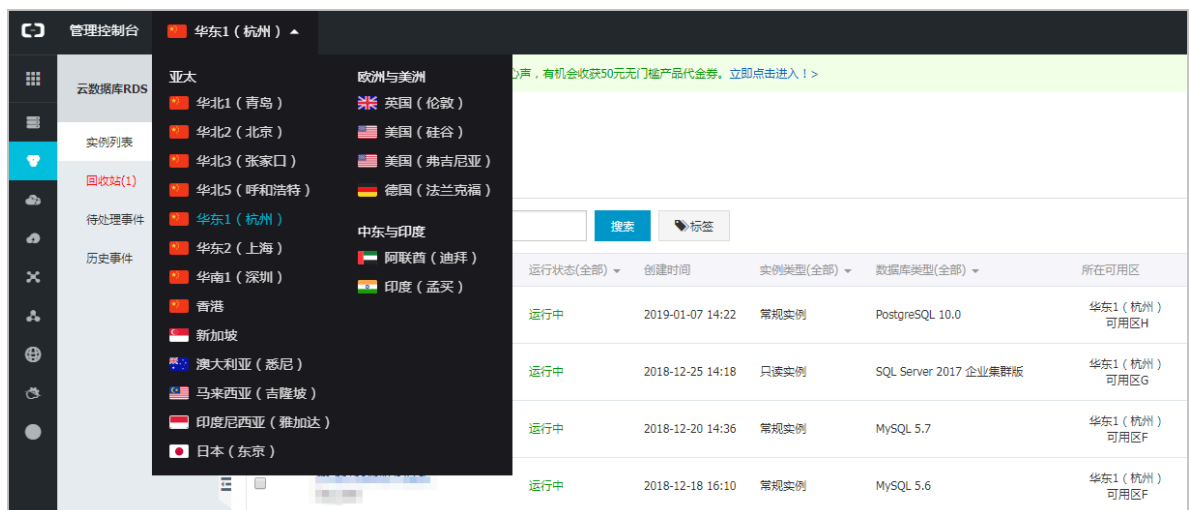 管理控制台
华东1 ( 杭州 )
云数据库RDS
实例列表
回收站(1)
待处理事件
历史事件
亚太
华北1 ( 青岛 )
华北2 ( 北京 )
华北3 ( 张家口 )
华北5 ( 呼和浩特 )
华东1 ( 杭州 )
华东2 ( 上海 )
华南1 ( 深圳 )
香港
新加坡
澳大利亚 ( 悉尼 )
马来西亚 ( 吉隆坡 )
印度尼西亚 ( 雅加达 )
日本 ( 东京 )
欧洲与美洲
英国 ( 伦敦 )
美国 ( 硅谷 )
美国 ( 弗吉尼亚 )
德国 ( 法兰克福 )
中东与印度
阿联酋 ( 迪拜 )
印度 ( 孟买 )
声，有机会收获50元无门槛产品代金券。立即点击进入！>
搜索
标签
运行状态(全部) 创建时间 实例类型(全部) 数据库类型(全部) 所在可用区
运行中 2019-01-07 14:22 常规实例 PostgreSQL 10.0 华东1 ( 杭州 )
可用区H
运行中 2018-12-25 14:18 只读实例 SQL Server 2017 企业集群版 华东1 ( 杭州 )
可用区G
运行中 2018-12-20 14:36 常规实例 MySQL 5.7 华东1 ( 杭州 )
可用区F
运行中 2018-12-18 16:10 常规实例 MySQL 5.6 华东1 ( 杭州 )
可用区F